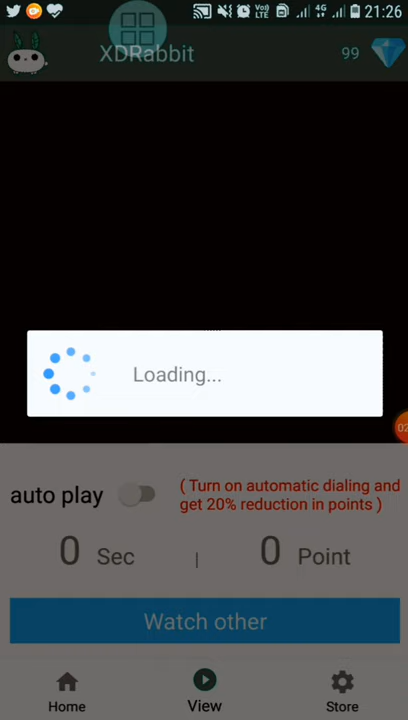 21:26
XDRabbit
99
Loading...
02
auto play
( Turn on automatic dialing and
get 20% reduction in points )
0 Sec | 0 Point
Watch other
Home View Store